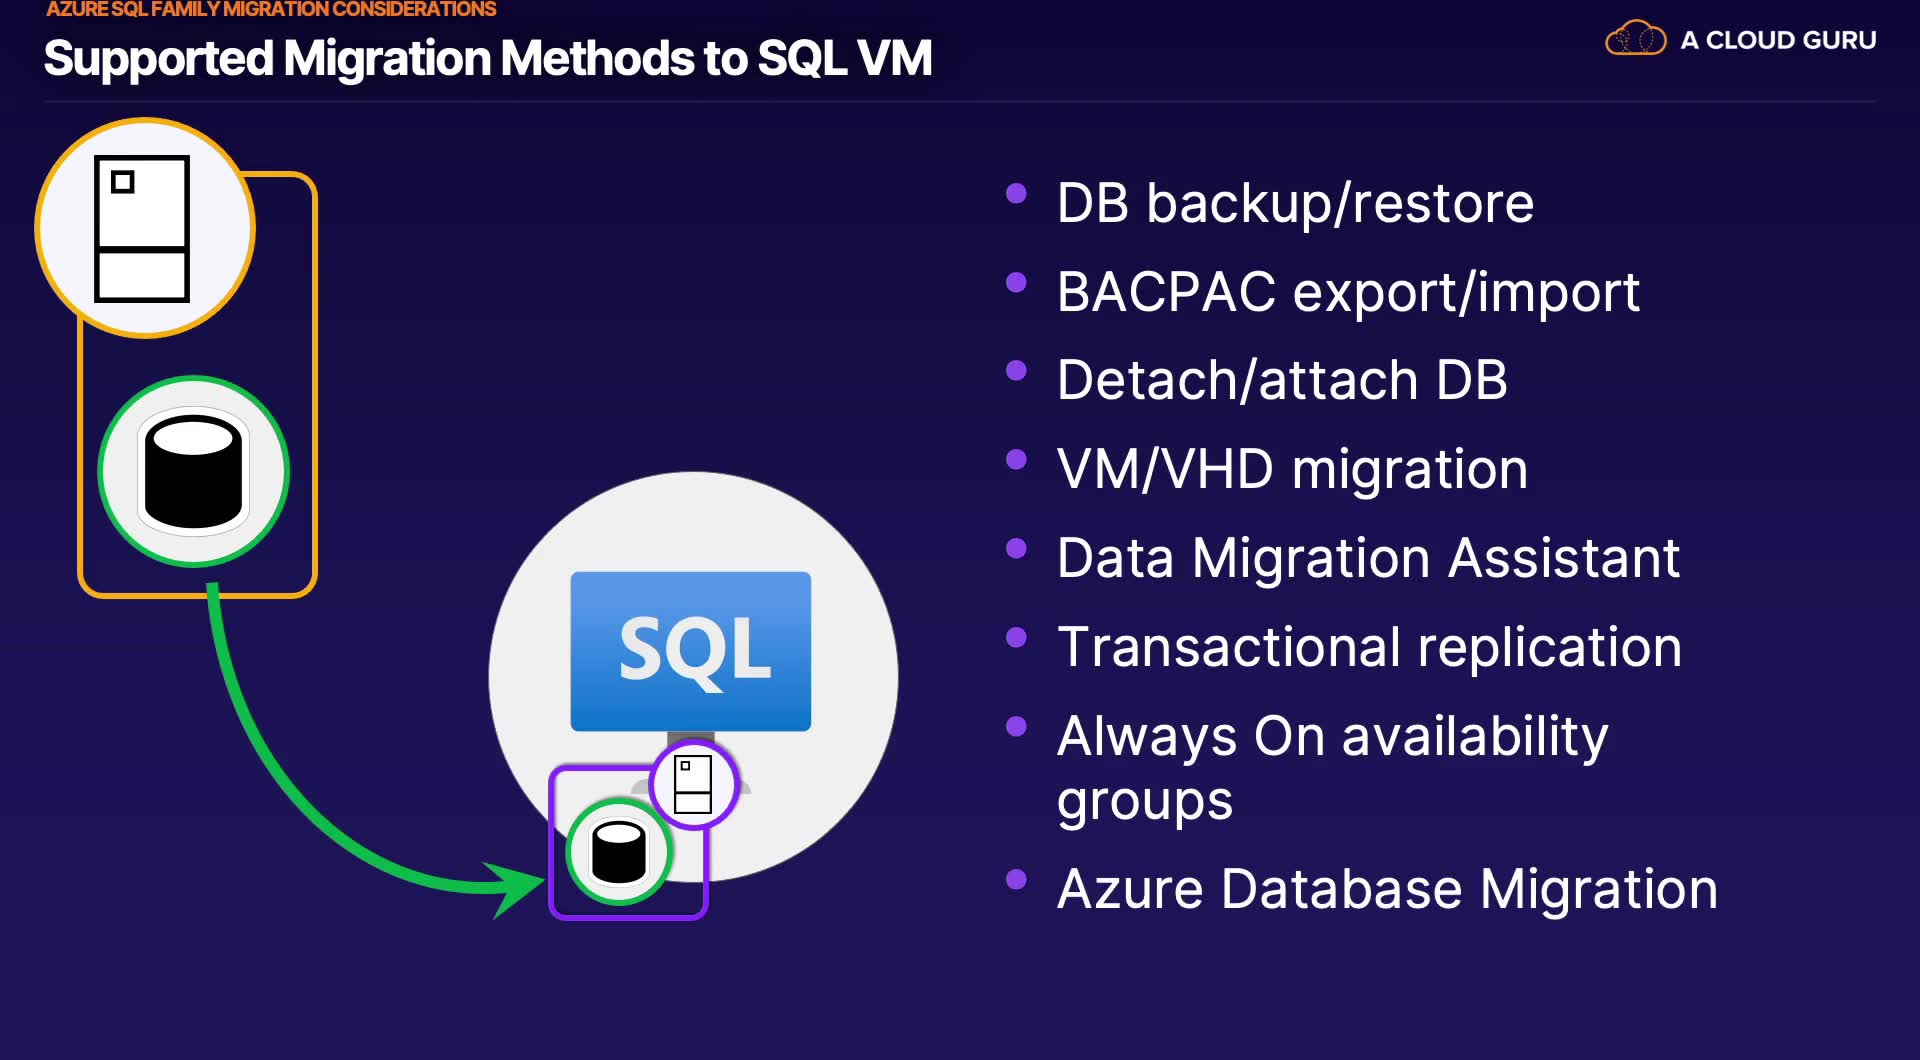 AZURE SQL FAMILY MIGRATION CONSIDERATIONS
Supported Migration Methods to SQL VM
A CLOUD GURU
DB backup/restore
BACPAC export/import
Detach/attach DB
VM/VHD migration
Data Migration Assistant
Transactional replication
Always On availability
groups
Azure Database Migration
SQL